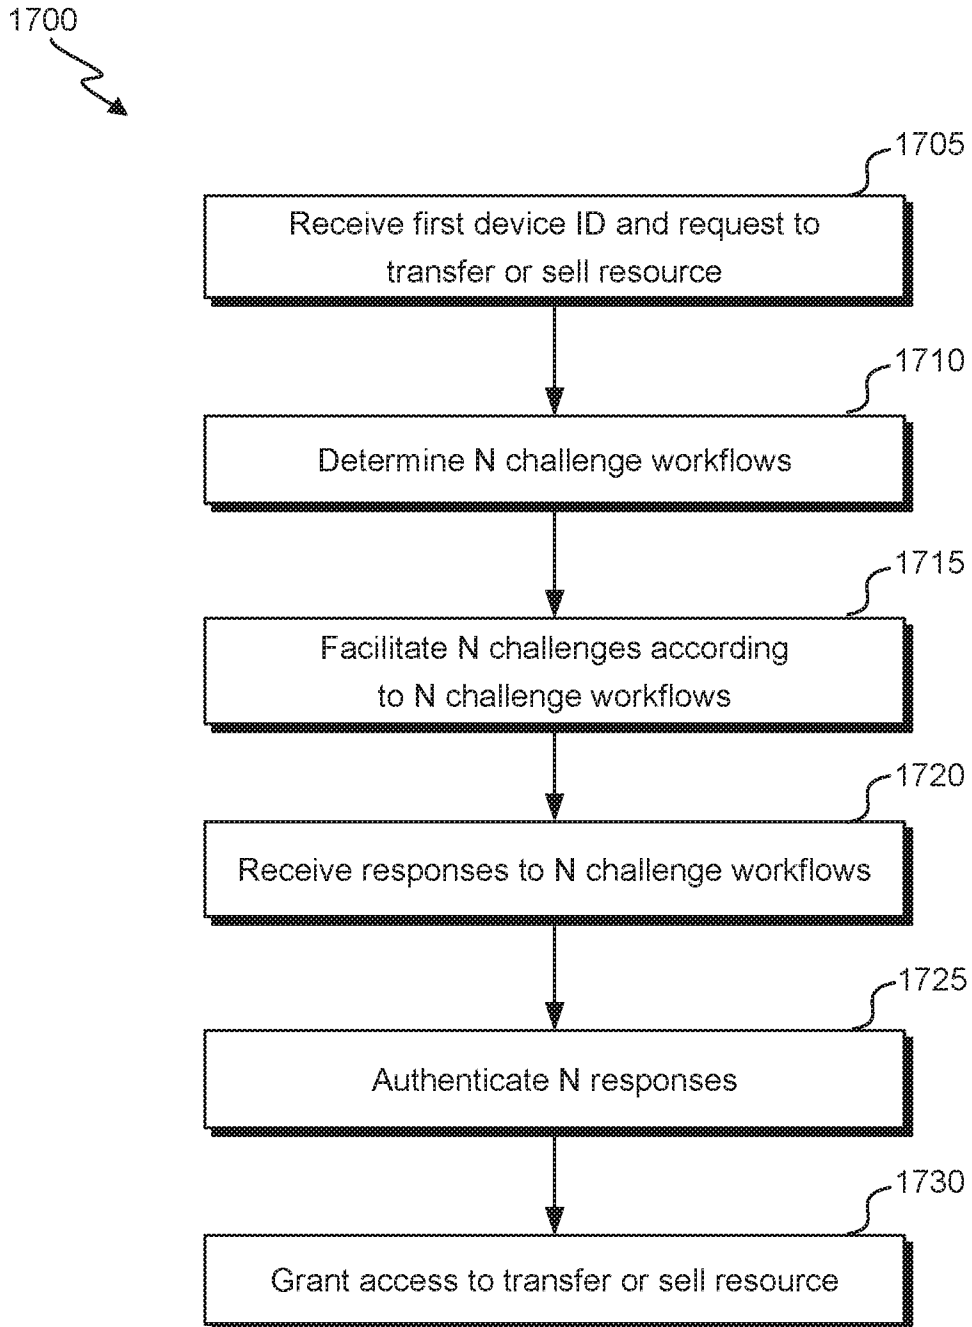 1700
1705
Receive first device ID and request to
transfer or sell resource
1710
Determine N challenge workflows
1715
Facilitate N challenges according
to N challenge workflows
1720
Receive responses to N challenge workflows
1725
Authenticate N responses
1730
Grant access to transfer or sell resource